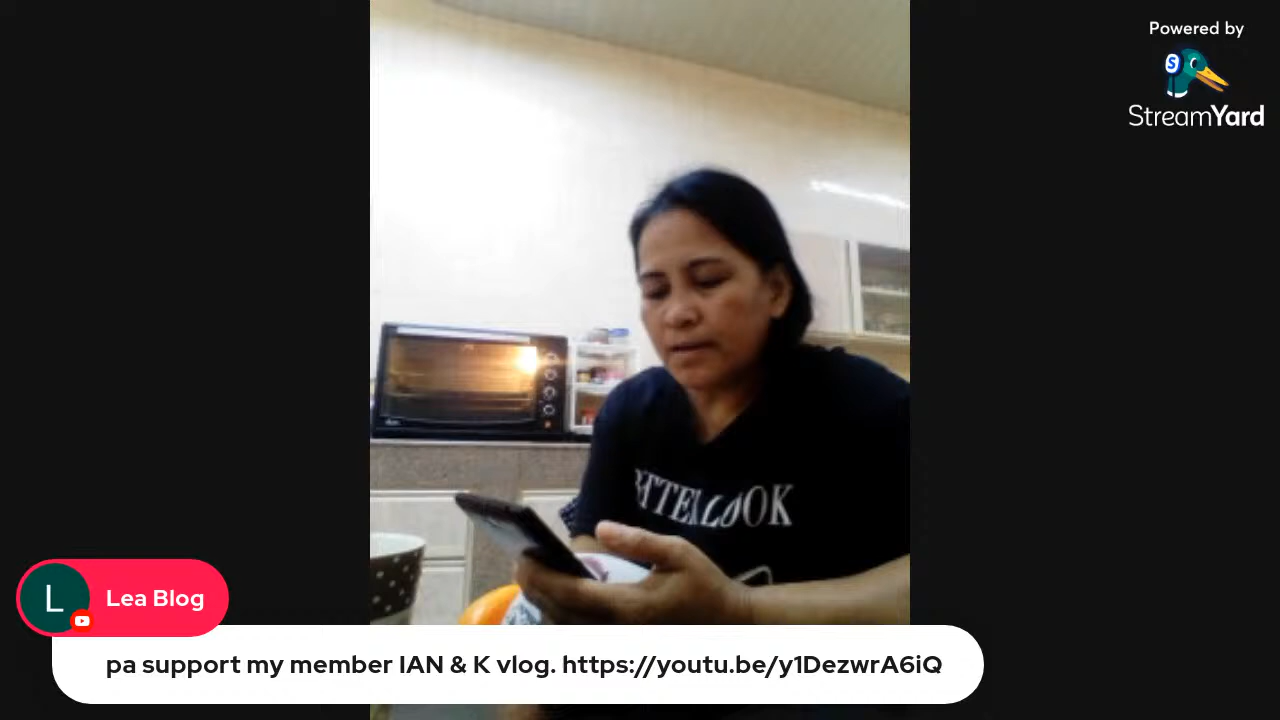 Powered by
S
StreamYard
L
Lea Blog
pa support my member IAN & K vlog. https://youtu.be/y1DezwrA6iQ